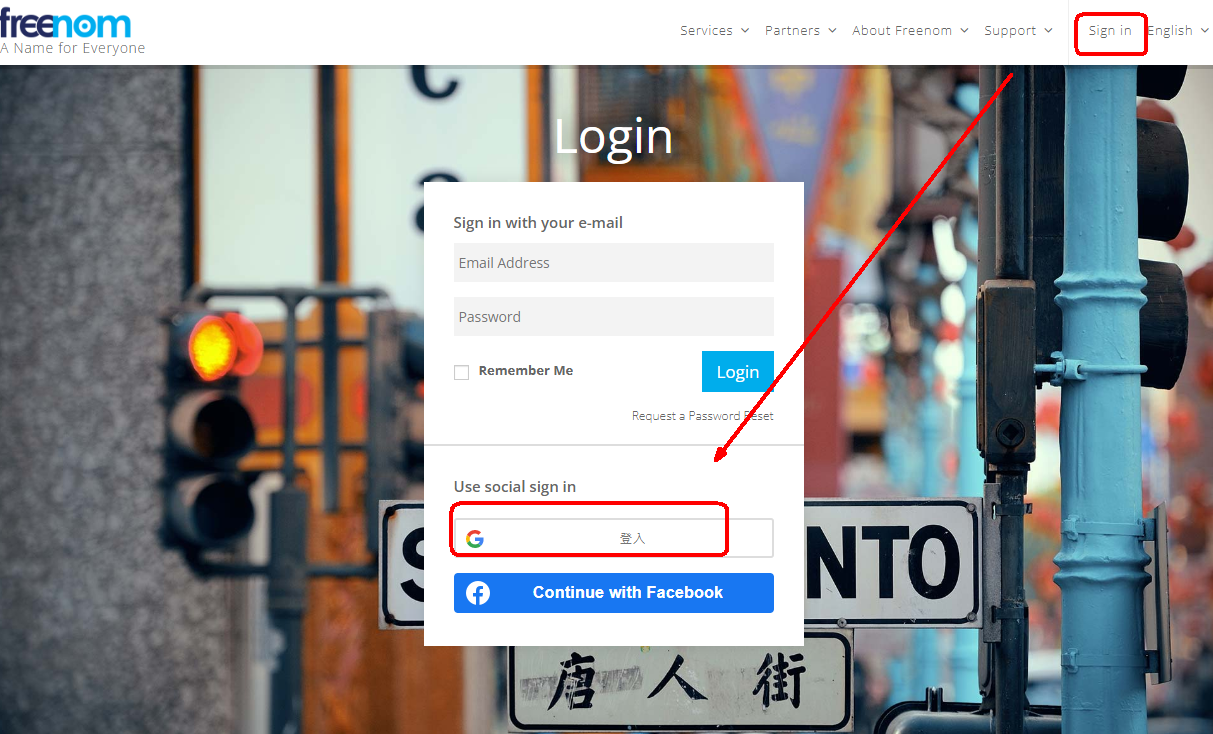 freenom
A Name for Everyone
Services Partners About Freenom Support Sign in English
Login
Sign in with your e-mail
Email Address
Password
Remember Me
Login
Request a Password Reset
Use social sign in
登入
Continue with Facebook
NTO
唐人街